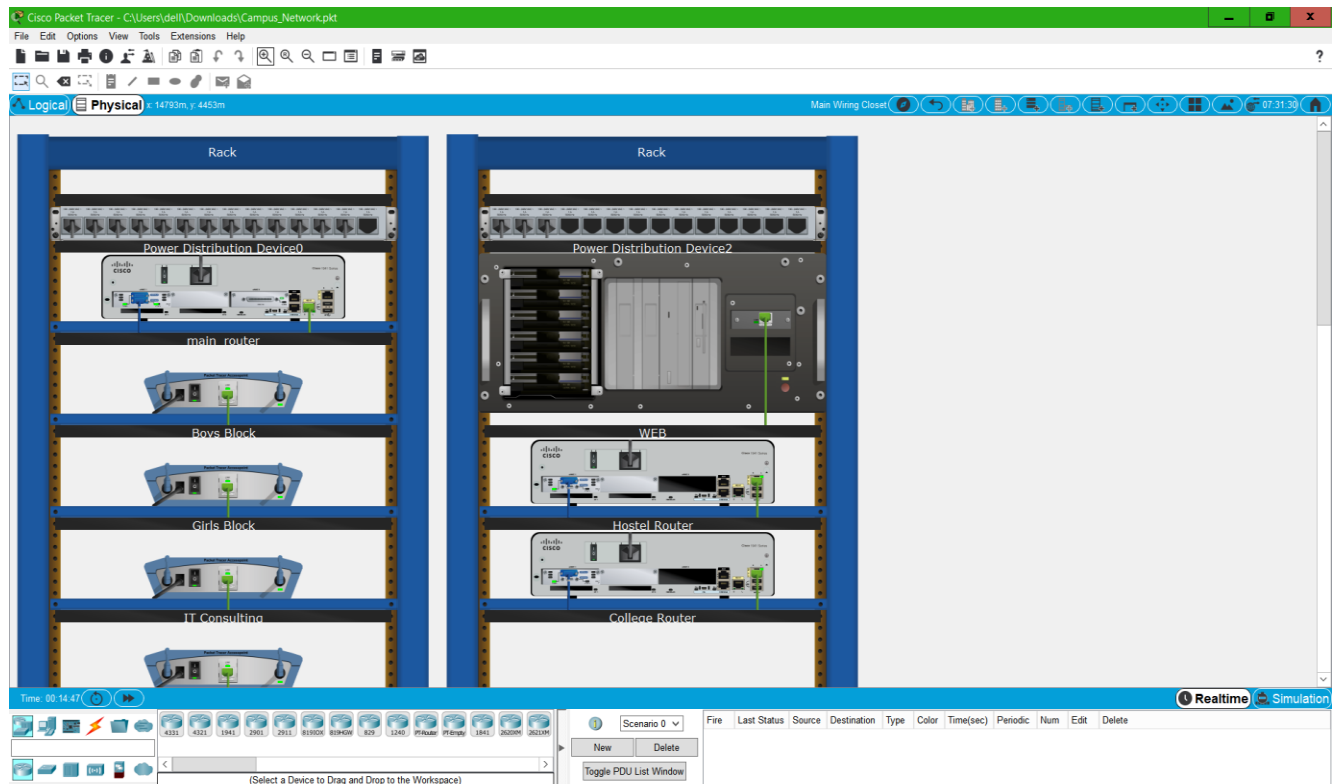 Cisco Packet Tracer - C:\Users\dell\Downloads\Campus_Network.pkt
File Edit Options View Tools Extensions Help
?
Logical Physical x: 14793m, y: 4453m Main Wiring Closet 07:31:30
Rack Rack
Power Distribution Device0 Power Distribution Device2
CISCO
main_router
Boys Block WEB
CISCO
Girls Block Hostel Router
CISCO
IT Consulting College Router
Time: 00:14:47 Realtime Simulation
4331 4321 1941 2901 2911 819IOX 819HGW 829 1240 PT-Router PT-Empty 1841 2620XM 2621XM
Scenario 0
Fire Last Status Source Destination Type Color Time(sec) Periodic Num Edit Delete
New Delete
Toggle PDU List Window
(Select a Device to Drag and Drop to the Workspace)